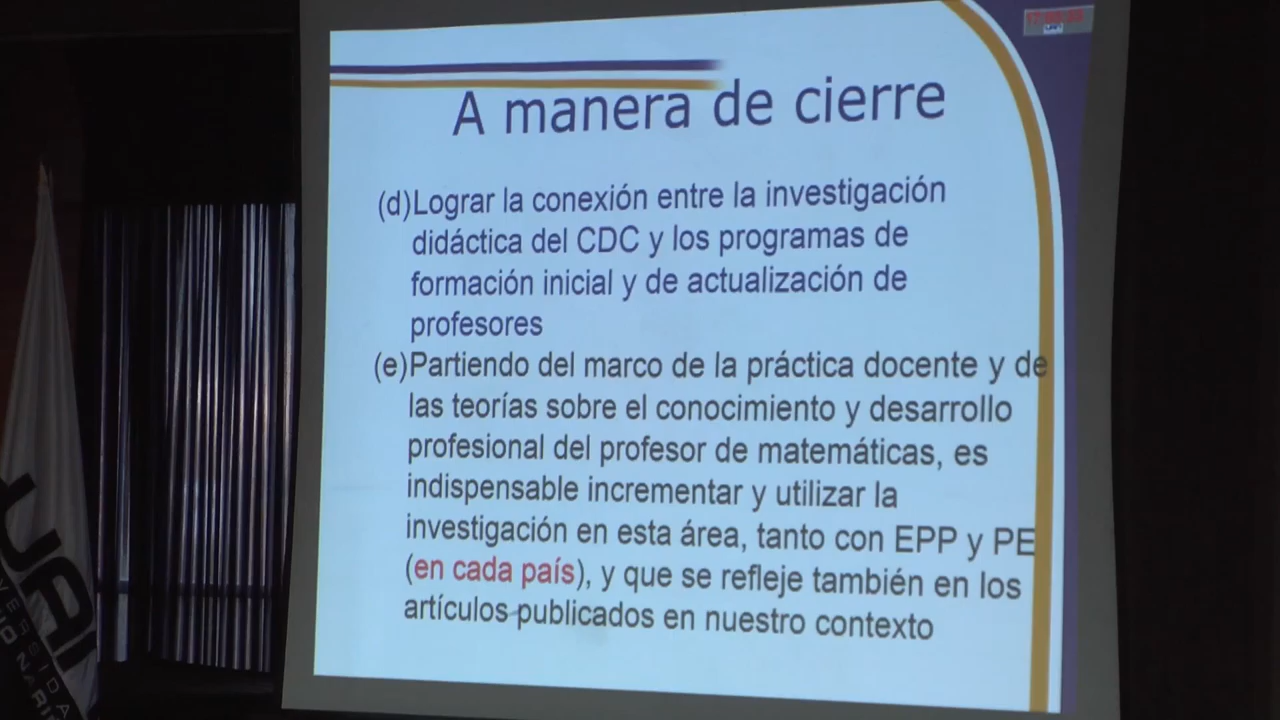 A manera de cierre
(d)Lograr la conexión entre la investigación
didáctica del CDC y los programas de
formación inicial y de actualización de
profesores
(e)Partiendo del marco de la práctica docente y de
las teorías sobre el conocimiento y desarrollo
profesional del profesor de matemáticas, es
indispensable incrementar y utilizar la
investigación en esta área, tanto con EPP y PE
(en cada país), y que se refleje también en los
artículos publicados en nuestro contexto
UAN